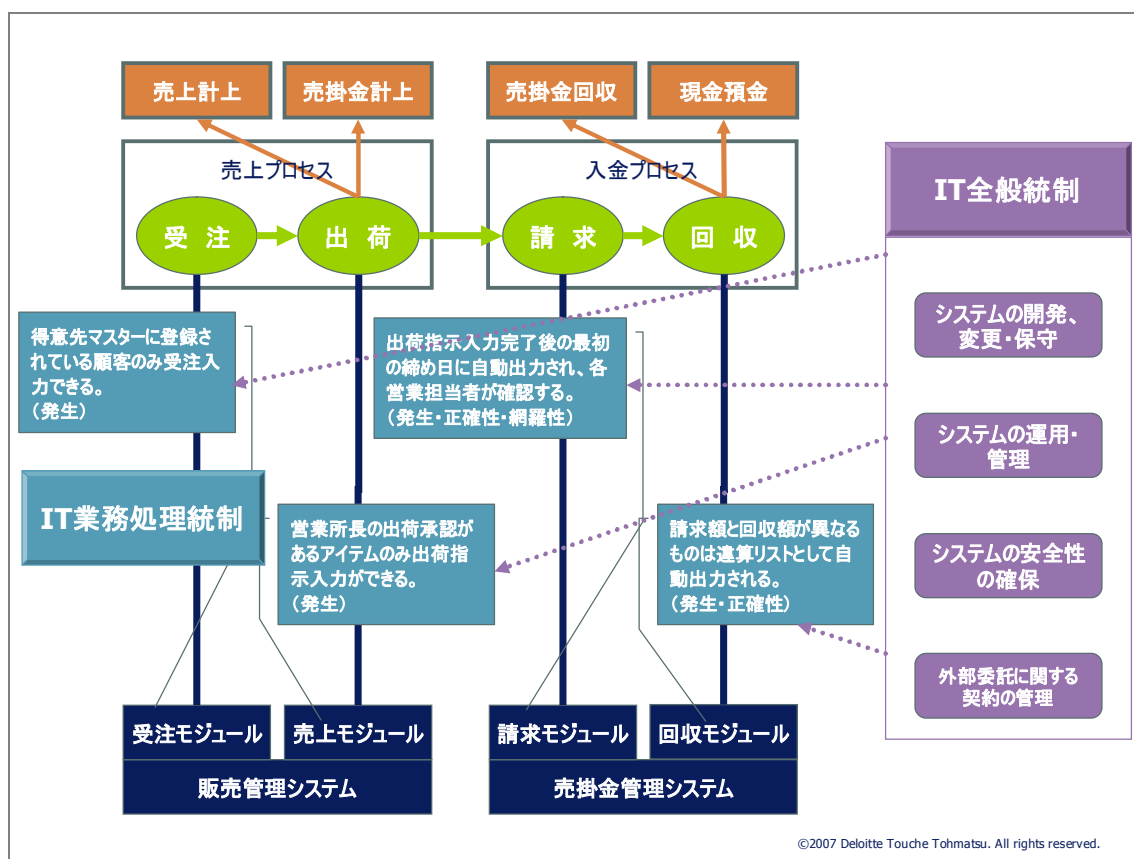 売上計上
売掛金計上
売掛金回収
現金預金
売上プロセス
入金プロセス
受 注
出 荷
請 求
回 収
IT全般統制
システムの開発、
変更・保守
システムの運用・
管理
システムの安全性
の確保
外部委託に関する
契約の管理
得意先マスターに登録さ
れている顧客のみ受注入
力できる。
（発生）
出荷指示入力完了後の最初
の締め日に自動出力され、各
営業担当者が確認する。
（発生・正確性・網羅性）
IT業務処理統制
営業所長の出荷承認が
あるアイテムのみ出荷指
示入力ができる。
（発生）
請求額と回収額が異なる
ものは違算リストとして自
動出力される。
（発生・正確性）
受注モジュール
売上モジュール
請求モジュール
回収モジュール
販売管理システム
売掛金管理システム
©2007 Deloitte Touche Tohmatsu. All rights reserved.